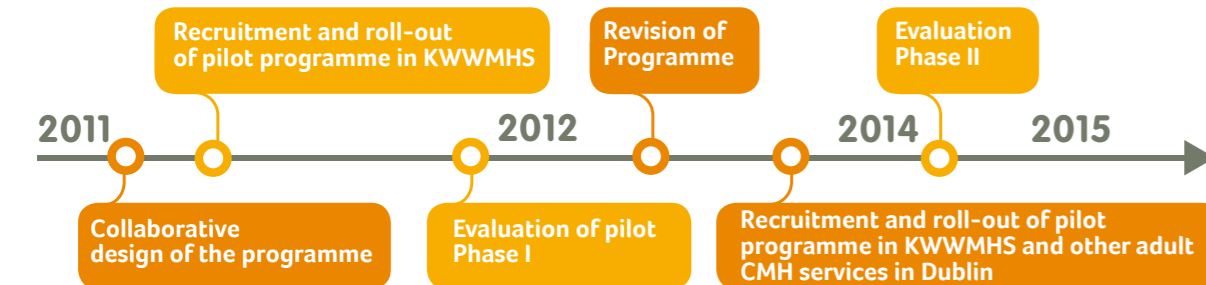 Recruitment and roll-out
of pilot programme in KWWMHS
Revision of
Programme
Evaluation
Phase II
2011
2012
2014
2015
Collaborative
design of the programme
Evaluation of pilot
Phase I
Recruitment and roll-out of pilot
programme in KWWMHS and other adult
CMH services in Dublin